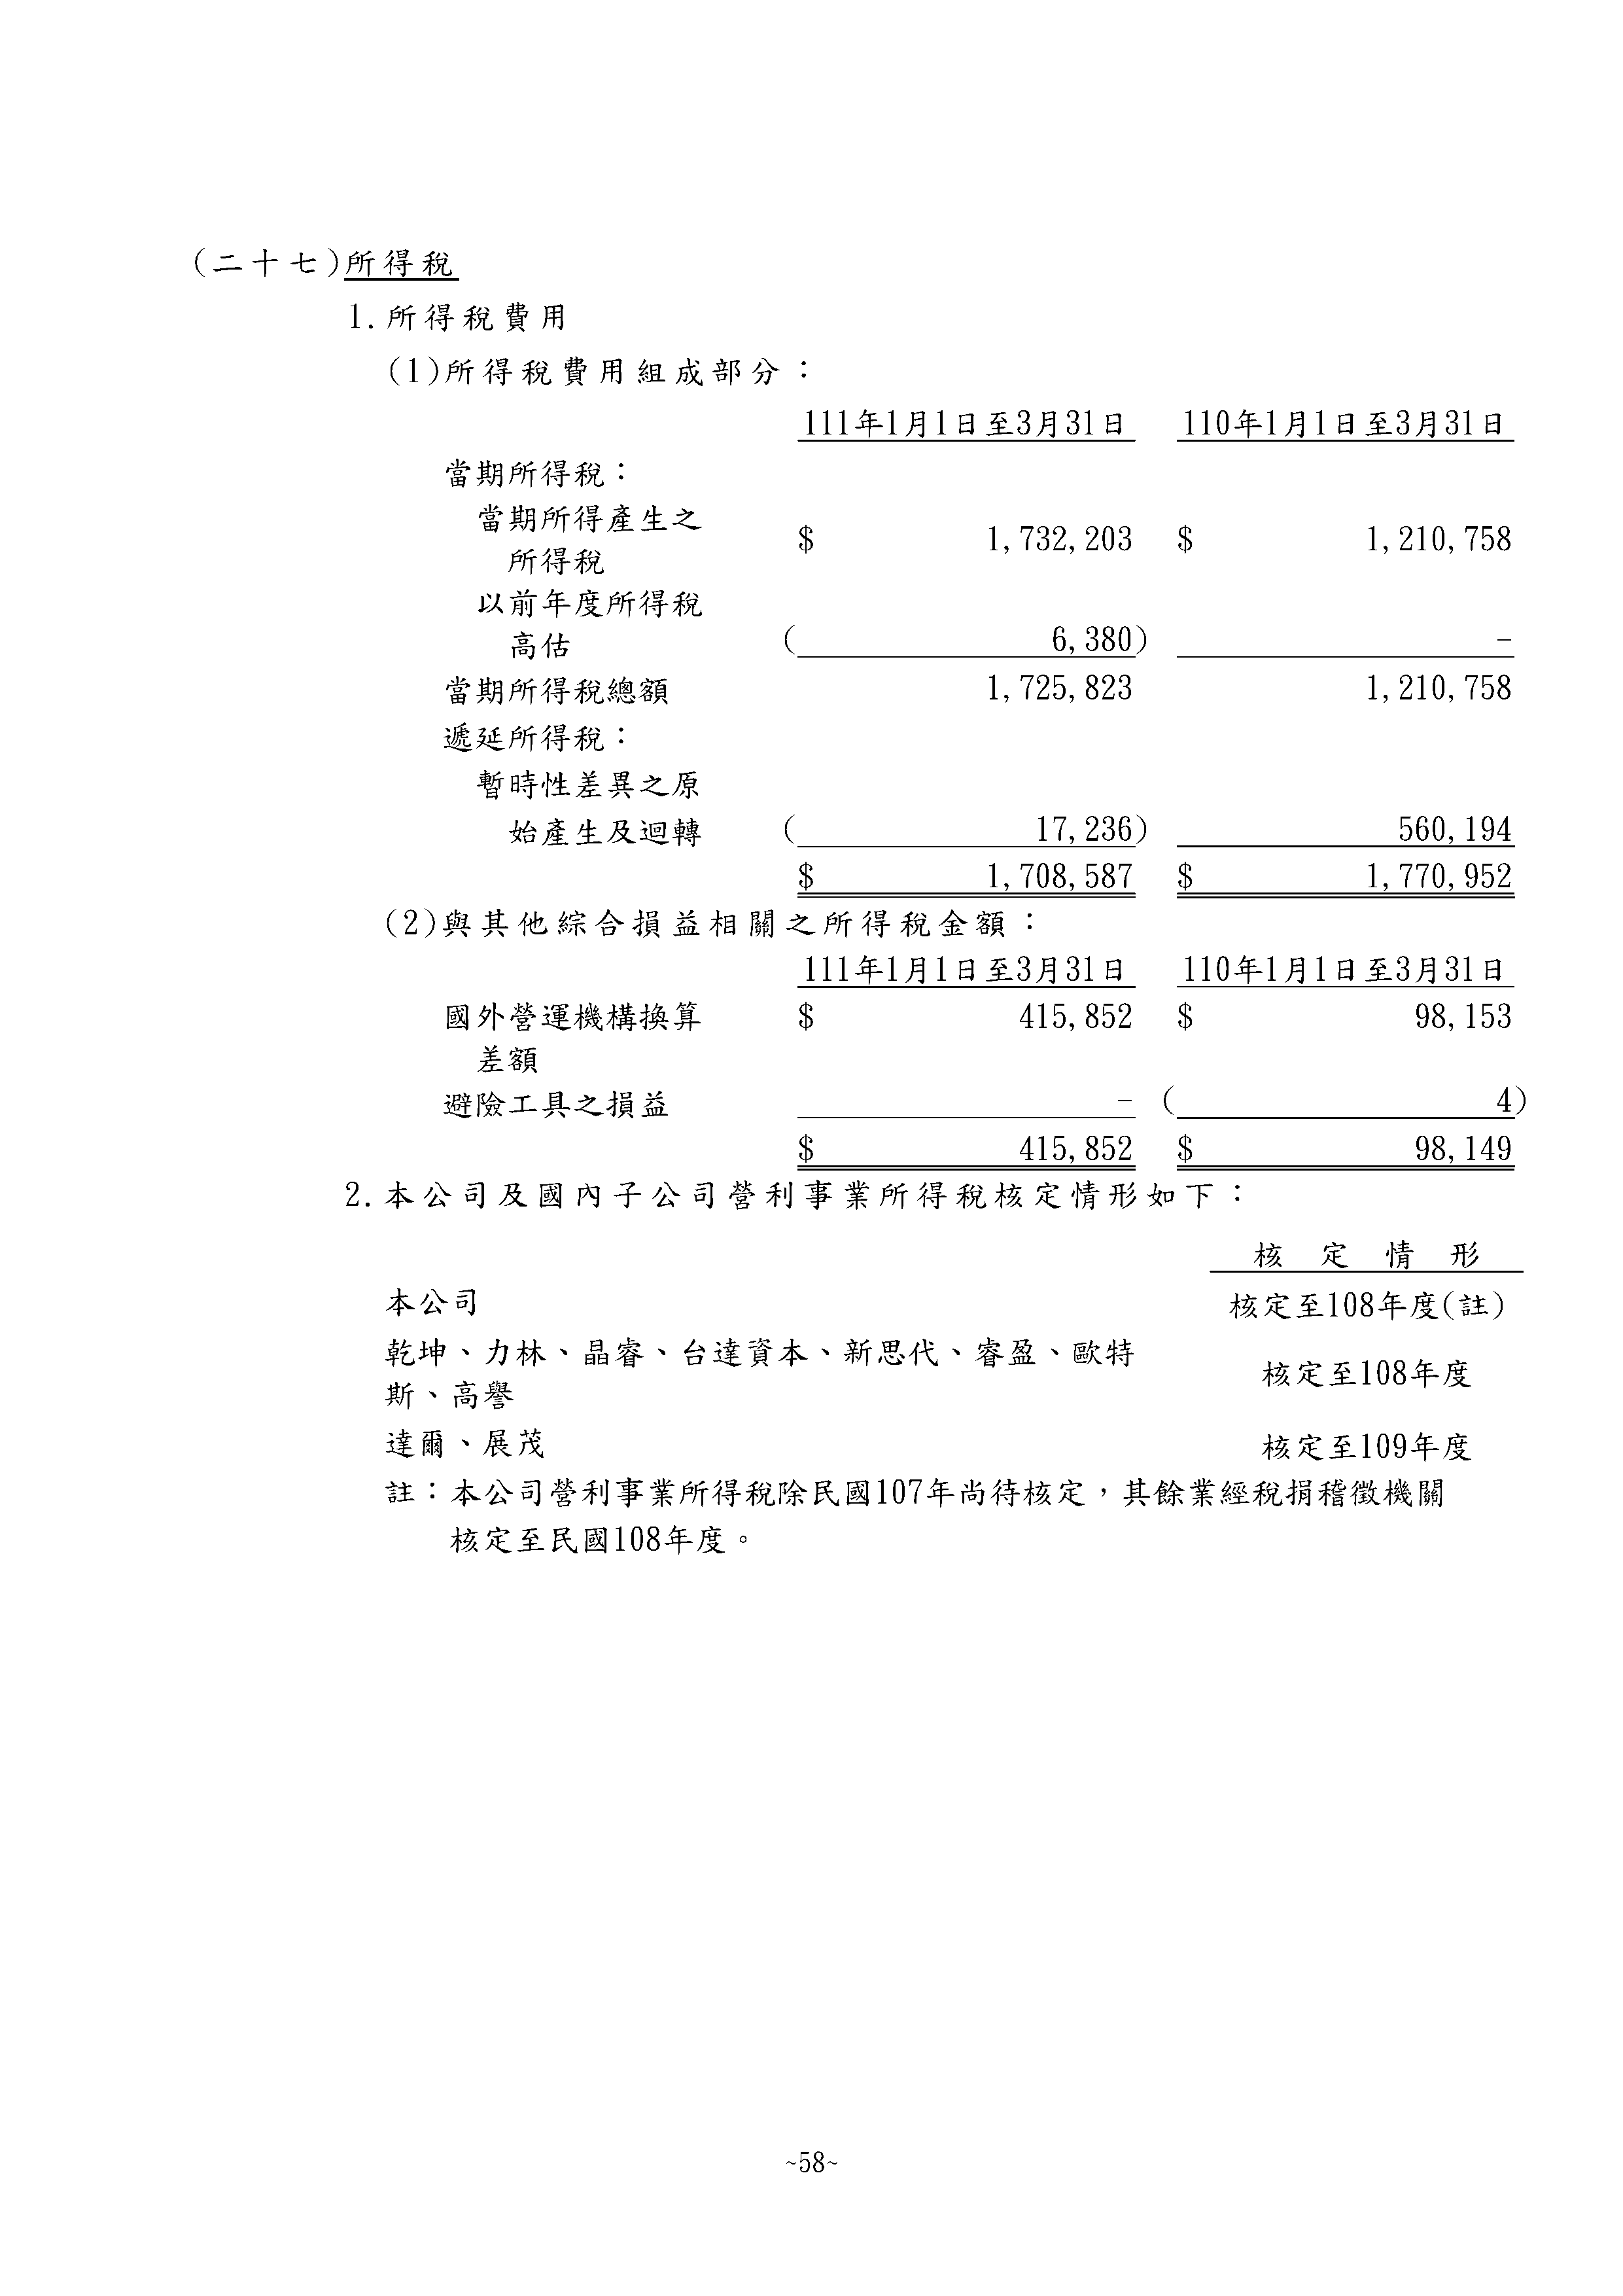 (二十七)所得稅
1.所得稅費用
(1)所得稅費用組成部分：
111年1月1日至3月31日 110年1月1日至3月31日
當期所得稅：
當期所得產生之
所得稅 $ 1,732,203 $ 1,210,758
以前年度所得稅
高估 ( 6,380) -
當期所得稅總額 1,725,823 1,210,758
遞延所得稅：
暫時性差異之原
始產生及迴轉 ( 17,236) 560,194
$ 1,708,587 $ 1,770,952
(2)與其他綜合損益相關之所得稅金額：
111年1月1日至3月31日 110年1月1日至3月31日
國外營運機構換算 $ 415,852 $ 98,153
差額
避險工具之損益 - ( 4)
$ 415,852 $ 98,149
2.本公司及國內子公司營利事業所得稅核定情形如下：
核定情形
本公司 核定至108年度(註)
乾坤、力林、晶睿、台達資本、新思代、睿盈、歐特
斯、高譽 核定至108年度
達爾、展茂 核定至109年度
註：本公司營利事業所得稅除民國107年尚待核定，其餘業經稅捐稽徵機關
核定至民國108年度。
~58~